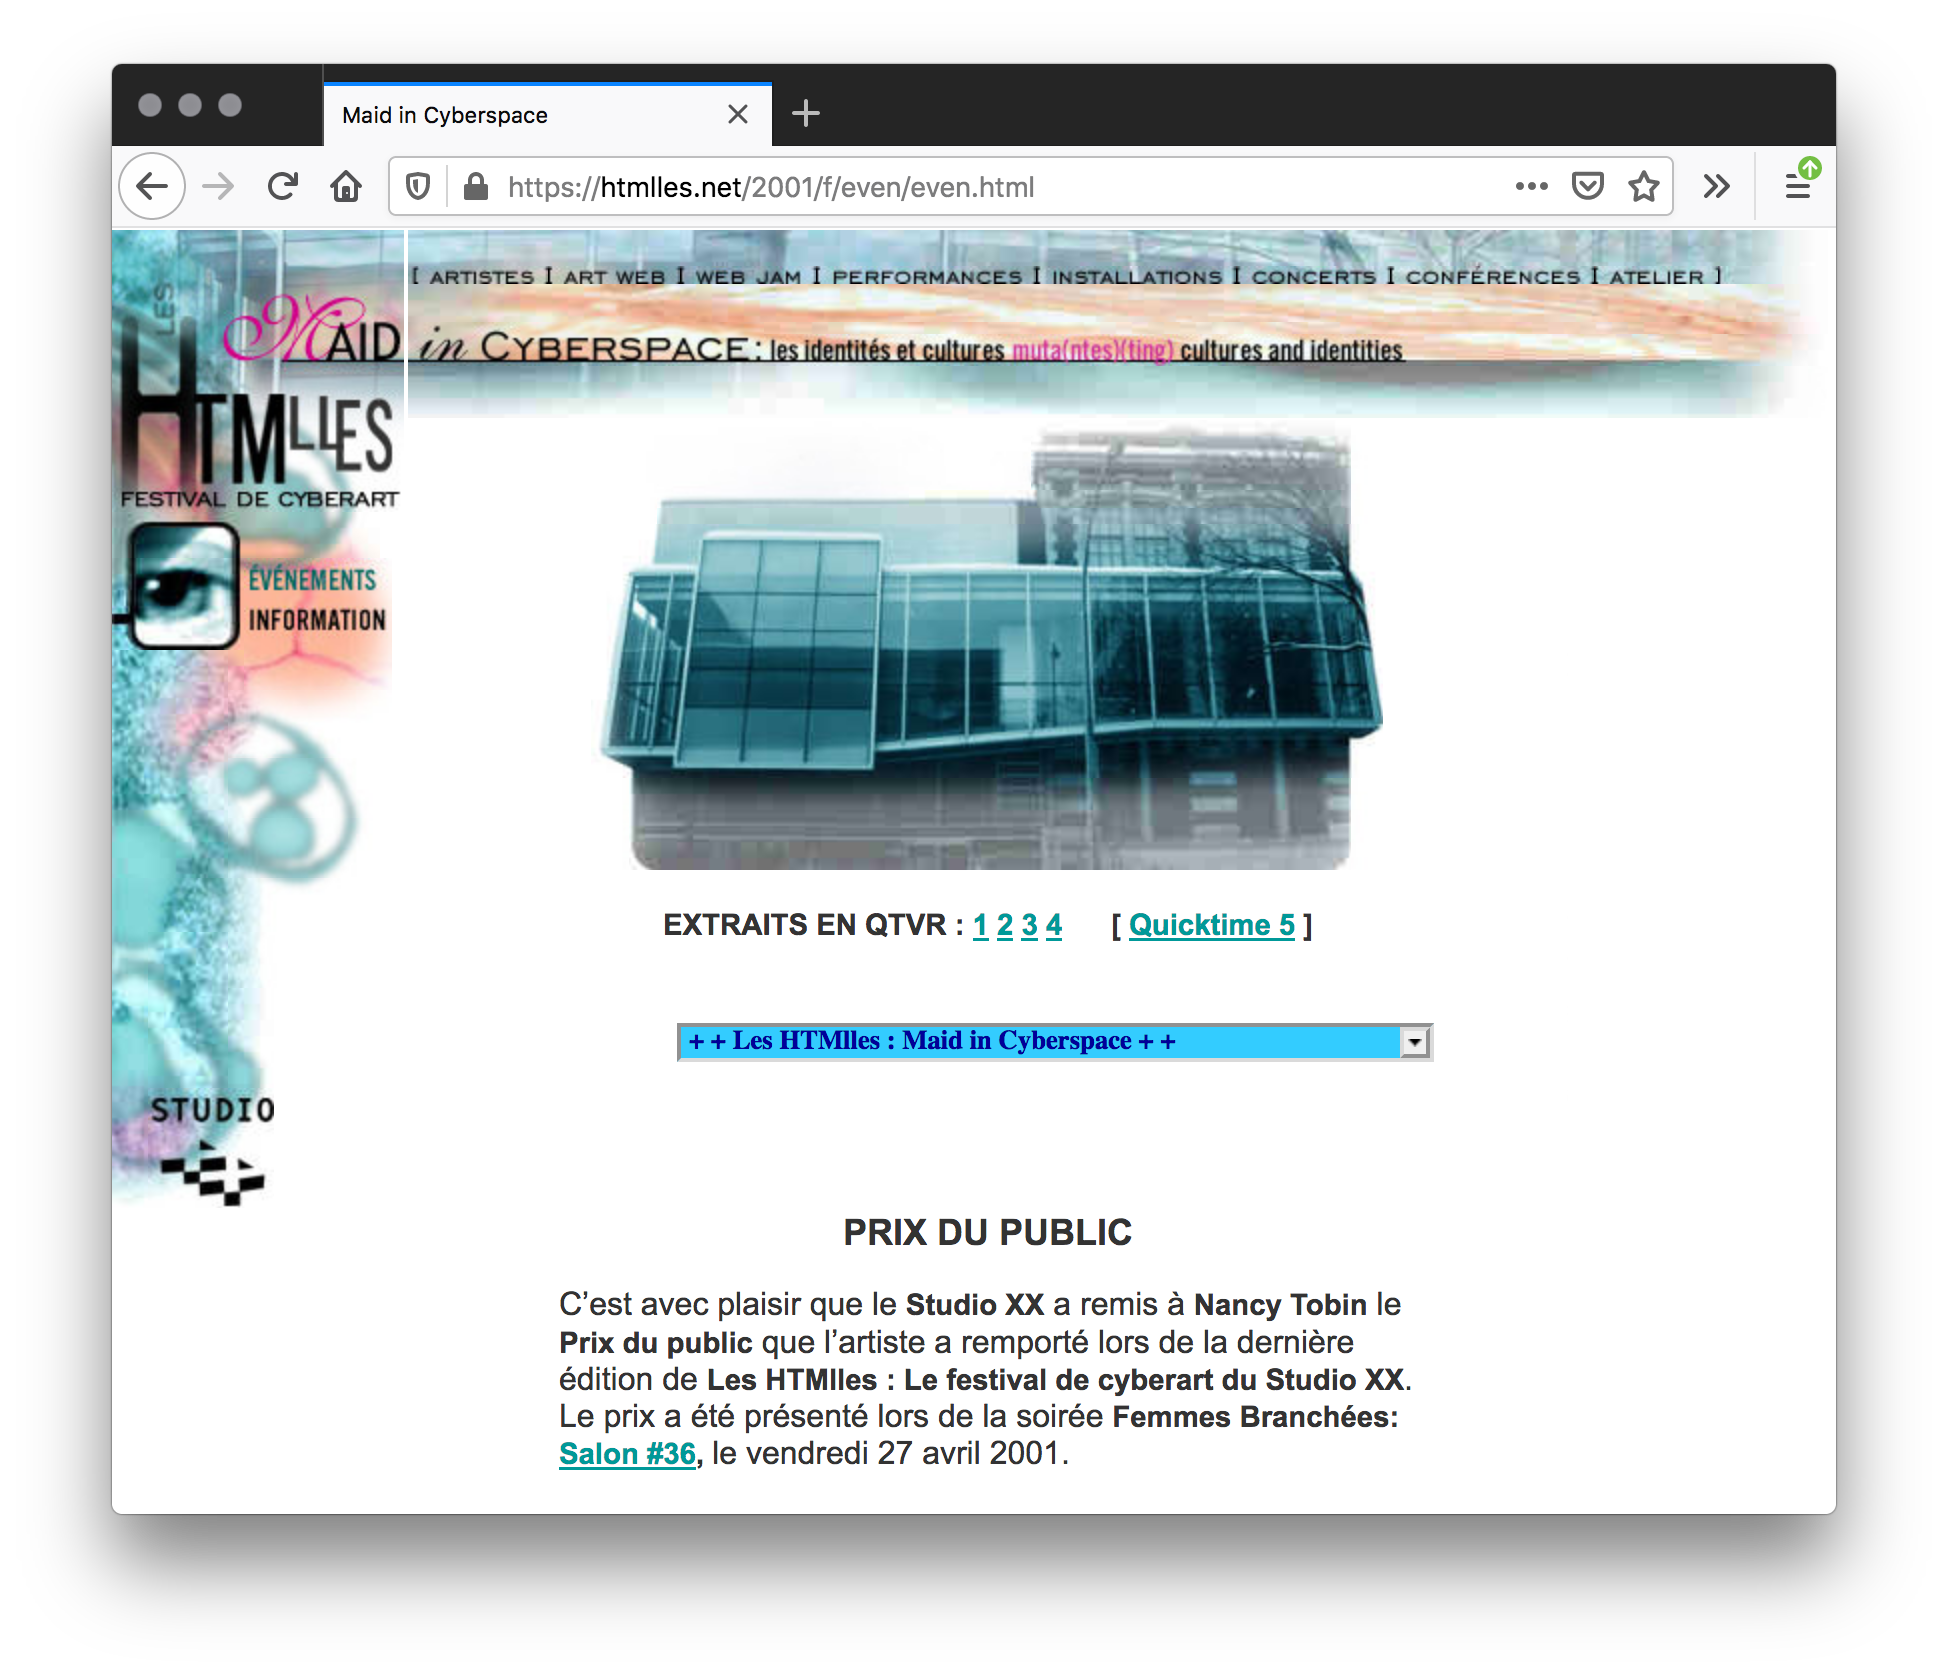 Maid in Cyberspace
https://htmlles.net/2001/f/even/even.html
[ ARTISTES I ART WEB I WEB JAM I PERFORMANCES I INSTALLATIONS I CONCERTS I CONFÉRENCES I ATELIER ]
LES
MAID in CYBERSPACE : les identités et cultures muta(ntes)(ting) cultures and identities
HTMLLES
FESTIVAL DE CYBERART
ÉVÉNEMENTS
INFORMATION
EXTRAITS EN QTVR : 1 2 3 4 [ Quicktime 5 ]
+ + Les HTMlles : Maid in Cyberspace + +
STUDIO
PRIX DU PUBLIC
C’est avec plaisir que le Studio XX a remis à Nancy Tobin le
Prix du public que l’artiste a remporté lors de la dernière
édition de Les HTMlles : Le festival de cyberart du Studio XX.
Le prix a été présenté lors de la soirée Femmes Branchées:
Salon #36, le vendredi 27 avril 2001.